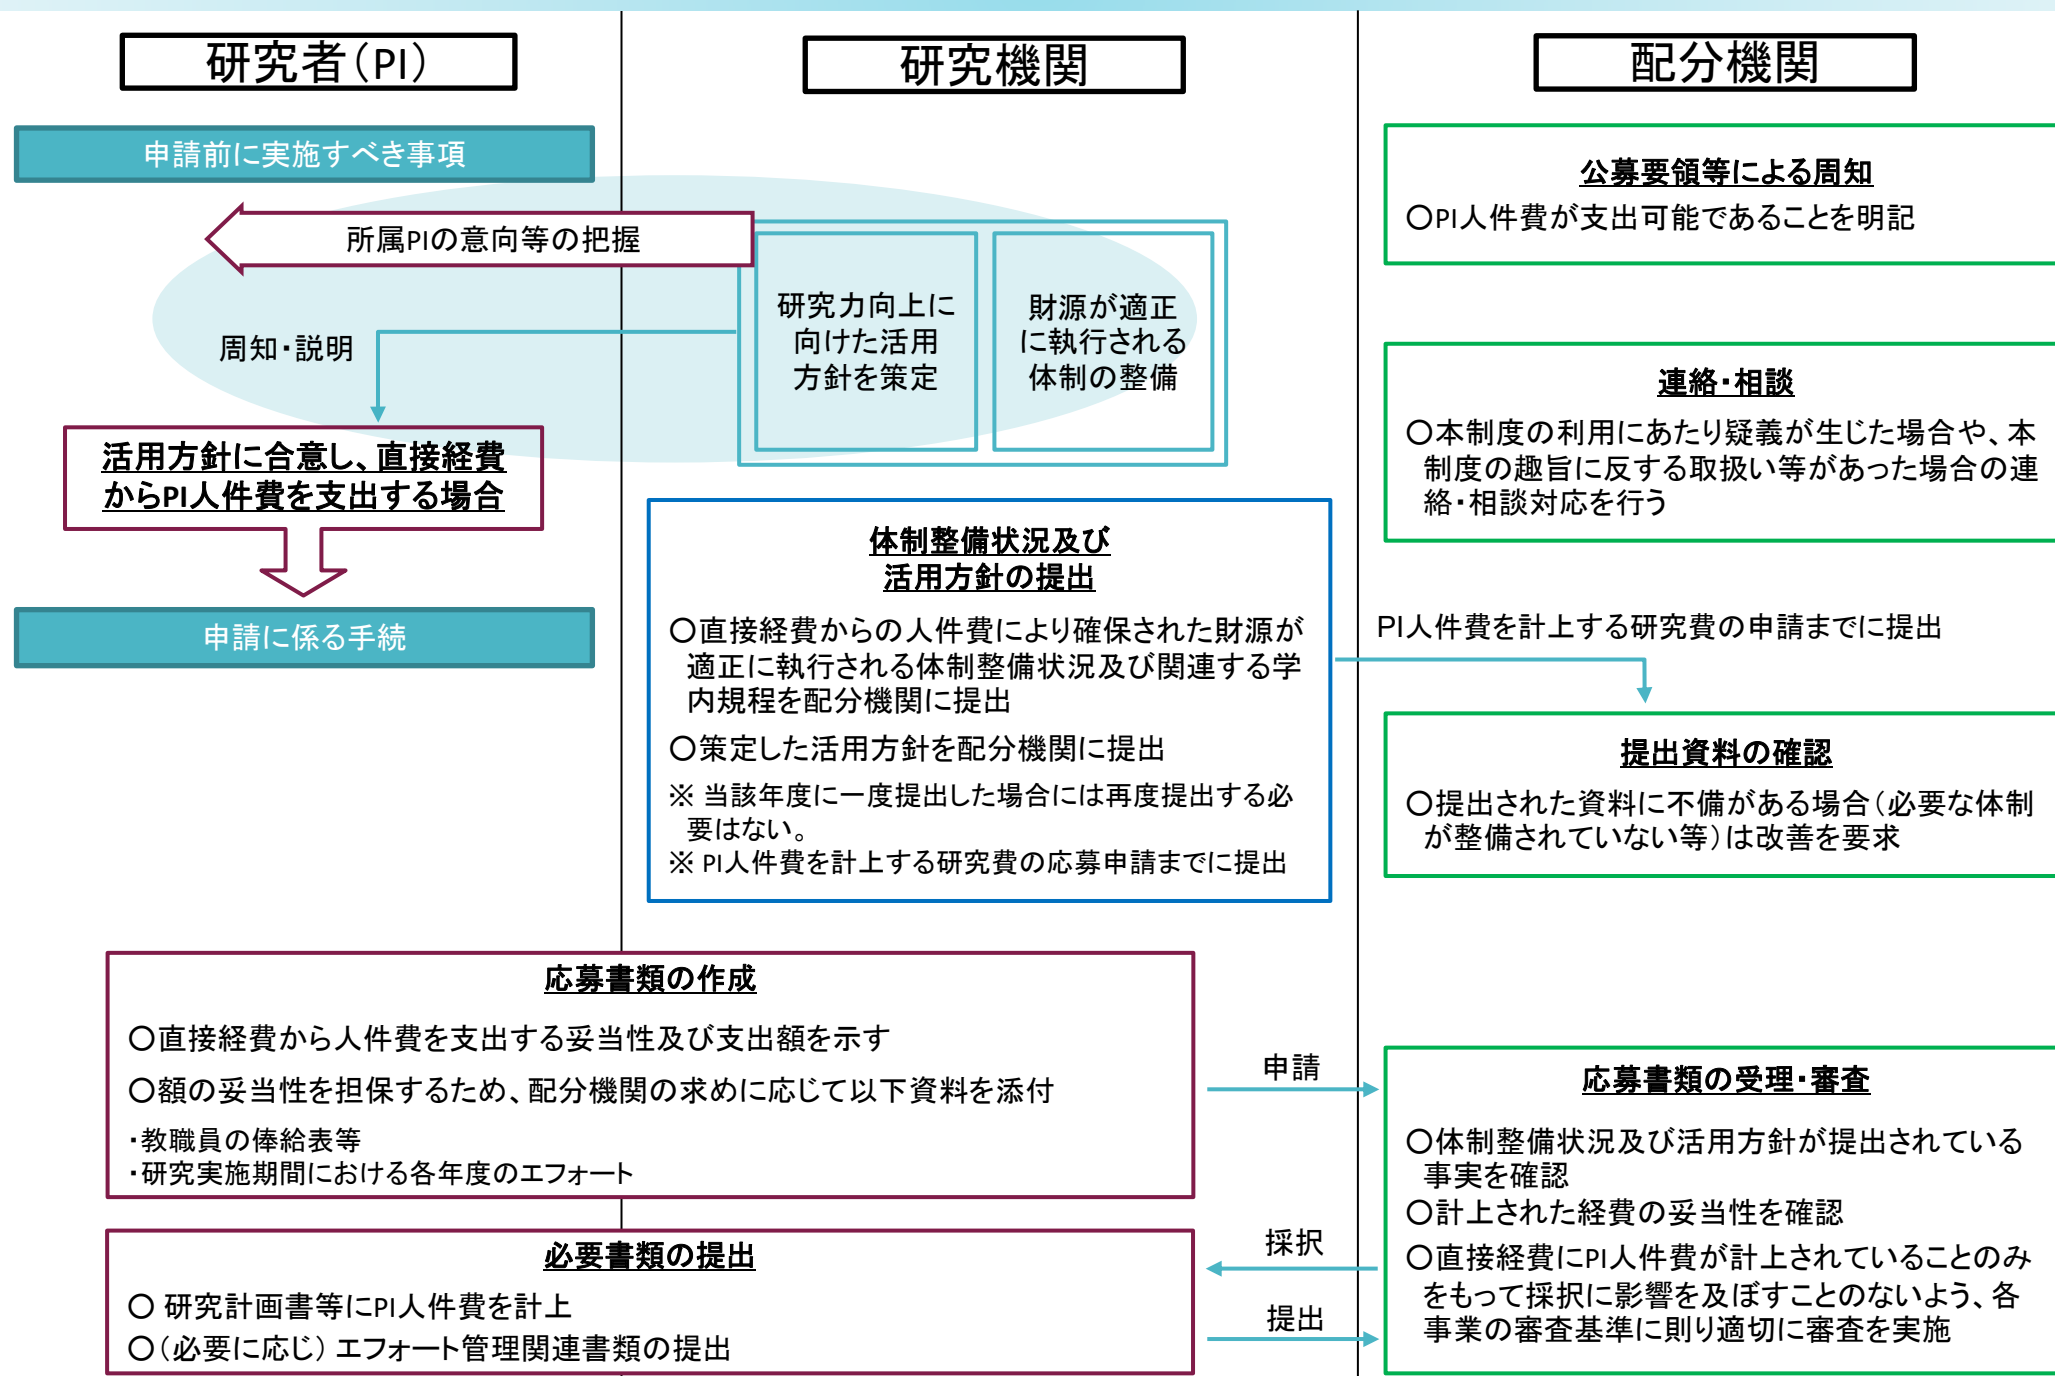 研究者（PI）
研究機関
配分機関
申請前に実施すべき事項
所属PIの意向等の把握
研究力向上に
向けた活用
方針を策定
財源が適正
に執行される
体制の整備
周知・説明
活用方針に合意し、直接経費
からPI人件費を支出する場合
申請に係る手続
体制整備状況及び
活用方針の提出
〇直接経費からの人件費により確保された財源が
適正に執行される体制整備状況及び関連する学
内規程を配分機関に提出
〇策定した活用方針を配分機関に提出
※ 当該年度に一度提出した場合には再度提出する必
要はない。
※ PI人件費を計上する研究費の応募申請までに提出
公募要領等による周知
〇PI人件費が支出可能であることを明記
連絡・相談
〇本制度の利用にあたり疑義が生じた場合や、本
制度の趣旨に反する取扱い等があった場合の連
絡・相談対応を行う
PI人件費を計上する研究費の申請までに提出
提出資料の確認
〇提出された資料に不備がある場合（必要な体制
が整備されていない等）は改善を要求
応募書類の作成
〇直接経費から人件費を支出する妥当性及び支出額を示す
〇額の妥当性を担保するため、配分機関の求めに応じて以下資料を添付
・教職員の俸給表等
・研究実施期間における各年度のエフォート
申請
応募書類の受理・審査
〇体制整備状況及び活用方針が提出されている
事実を確認
〇計上された経費の妥当性を確認
〇直接経費にPI人件費が計上されていることのみ
をもって採択に影響を及ぼすことのないよう、各
事業の審査基準に則り適切に審査を実施
採択
必要書類の提出
〇 研究計画書等にPI人件費を計上
〇（必要に応じ）エフォート管理関連書類の提出
提出